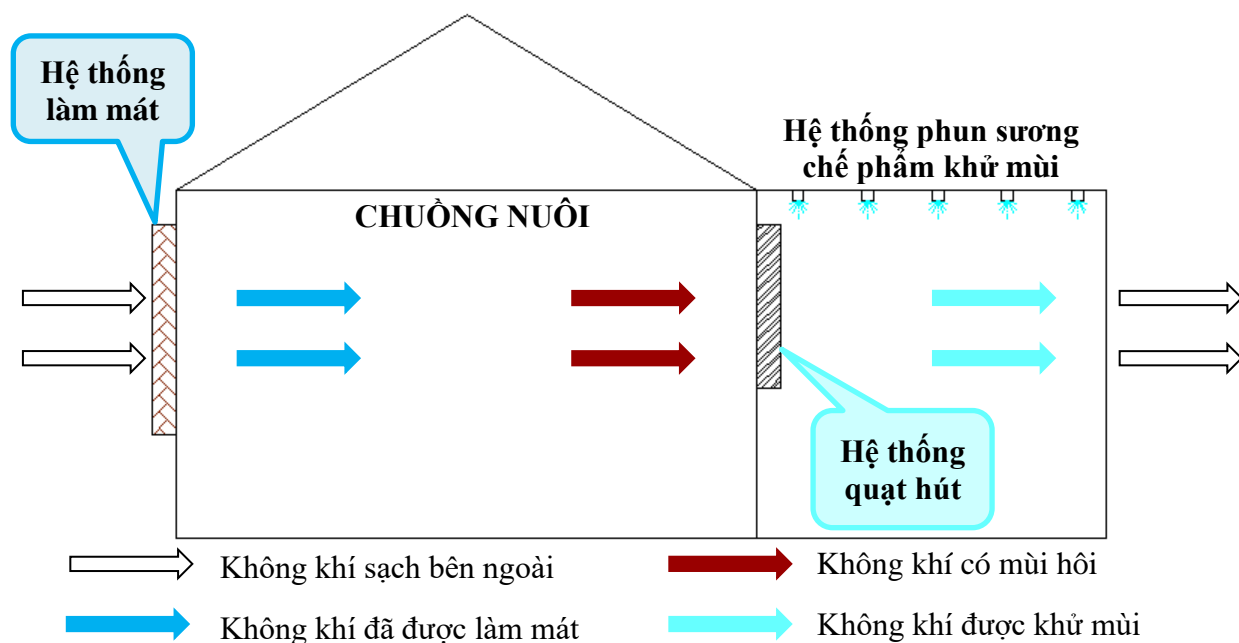 Hệ thống
làm mát
Hệ thống phun sương
chế phẩm khử mùi
CHUỒNG NUÔI
Hệ thống
quạt hút
Không khí sạch bên ngoài
Không khí có mùi hôi
Không khí đã được làm mát
Không khí được khử mùi